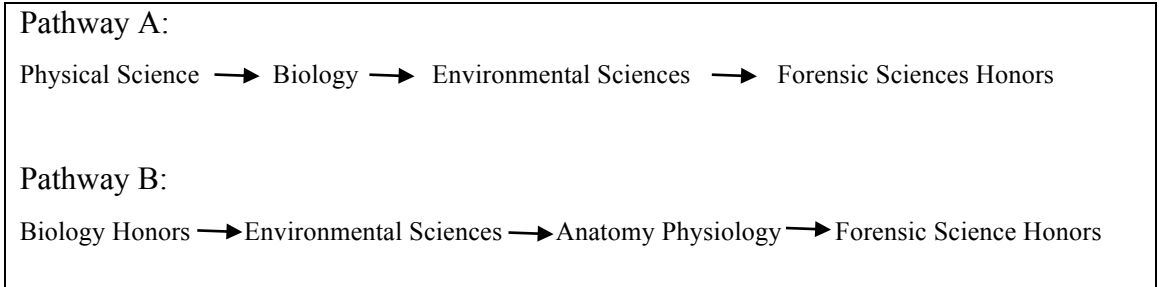 Pathway A:
Physical Science → Biology → Environmental Sciences → Forensic Sciences Honors
Pathway B:
Biology Honors → Environmental Sciences → Anatomy Physiology → Forensic Science Honors